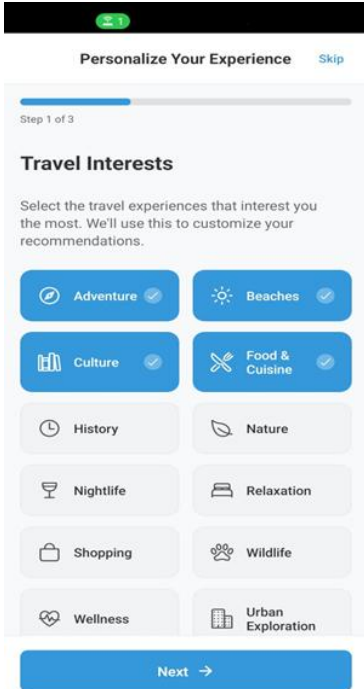 1
Personalize Your Experience
Skip
Step 1 of 3
Travel Interests
Select the travel experiences that interest you
the most. We'll use this to customize your
recommendations.
Adventure
Beaches
Culture
Food &
Cuisine
History
Nature
Nightlife
Relaxation
Shopping
Wildlife
Wellness
Urban
Exploration
Next →